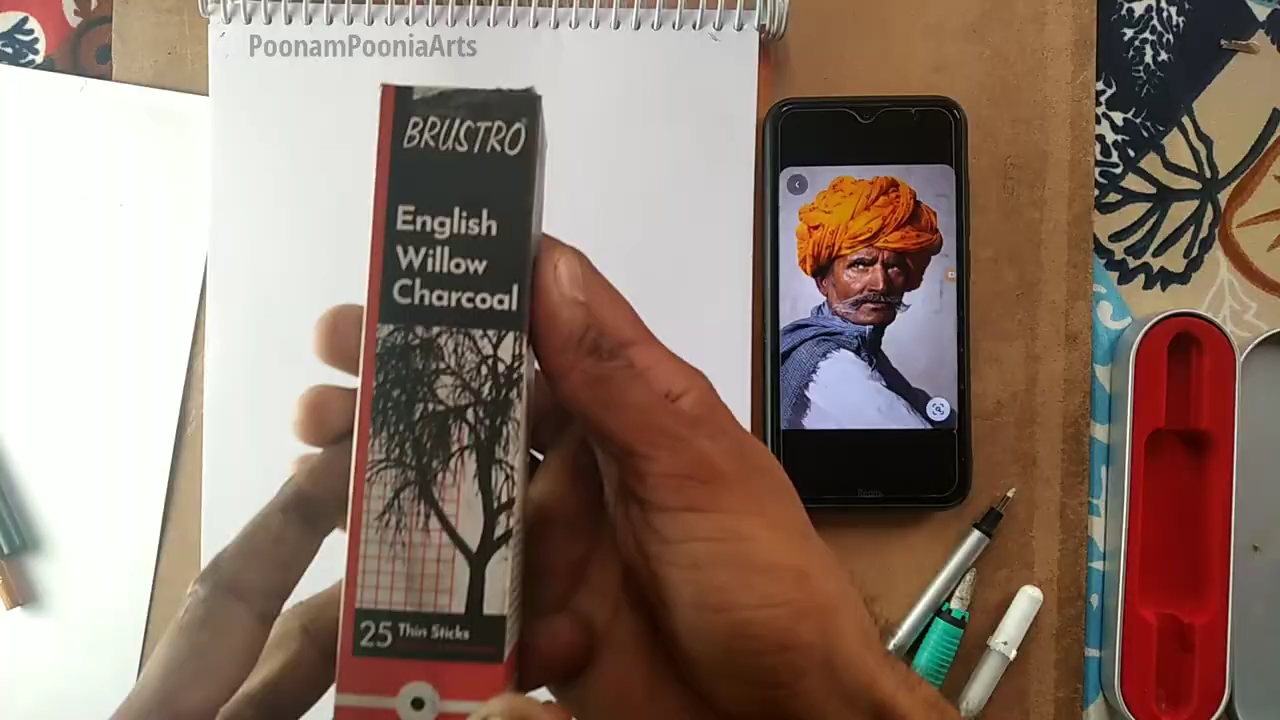 PoonamPooniaArts
BRUSTRO
English
Willow
Charcoal
25 Thin Sticks